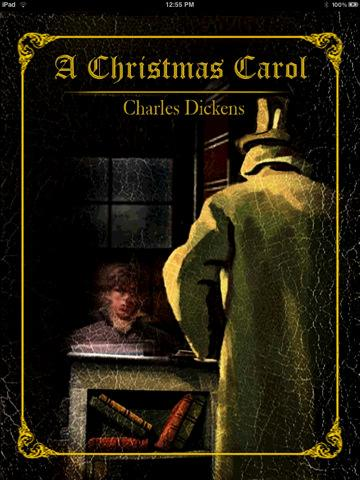 iPad 12:55 PM 100%
A Christmas Carol
Charles Dickens